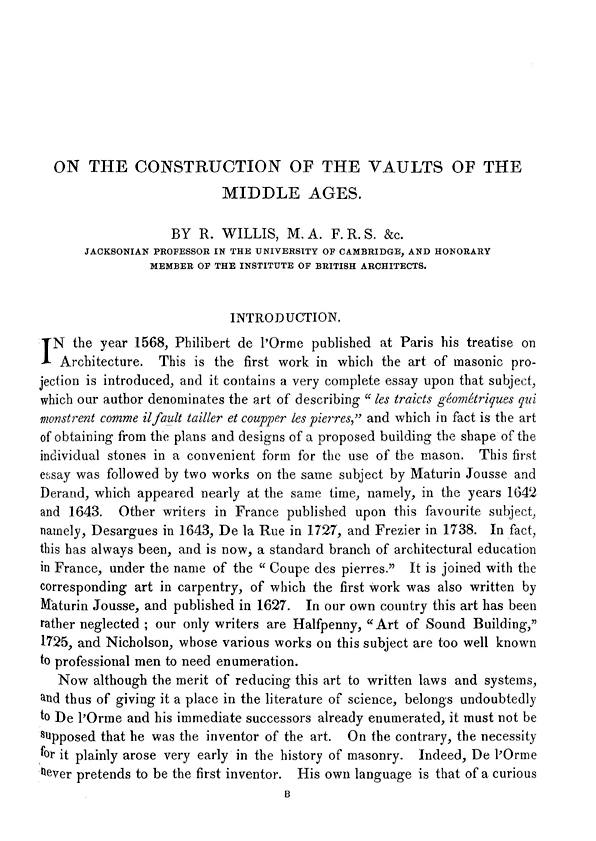 ON THE CONSTRUCTION OF THE VAULTS OF THE
MIDDLE AGES.
BY R. WILLIS, M.A. F.R.S. &c.
JACKSONIAN PROFESSOR IN THE UNIVERSITY OF CAMBRIDGE, AND HONORARY
MEMBER OF THE INSTITUTE OF BRITISH ARCHITECTS.
INTRODUCTION.
IN the year 1568, Philibert de l'Orme published at Paris his treatise on
Architecture. This is the first work in which the art of masonic pro-
jection is introduced, and it contains a very complete essay upon that subject,
which our author denominates the art of describing " les traicts géométriques qui
monstrent comme il fault tailler et coupper les pierres," and which in fact is the art
of obtaining from the plans and designs of a proposed building the shape of the
individual stones in a convenient form for the use of the mason. This first
essay was followed by two works on the same subject by Maturin Jousse and
Derand, which appeared nearly at the same time, namely, in the years 1642
and 1643. Other writers in France published upon this favourite subject,
namely, Desargues in 1643, De la Rue in 1727, and Frezier in 1738. In fact,
this has always been, and is now, a standard branch of architectural education
in France, under the name of the " Coupe des pierres." It is joined with the
corresponding art in carpentry, of which the first work was also written by
Maturin Jousse, and published in 1627. In our own country this art has been
rather neglected ; our only writers are Halfpenny, " Art of Sound Building,"
1725, and Nicholson, whose various works on this subject are too well known
to professional men to need enumeration.
Now although the merit of reducing this art to written laws and systems,
and thus of giving it a place in the literature of science, belongs undoubtedly
to De l'Orme and his immediate successors already enumerated, it must not be
supposed that he was the inventor of the art. On the contrary, the necessity
for it plainly arose very early in the history of masonry. Indeed, De l'Orme
never pretends to be the first inventor. His own language is that of a curious
B